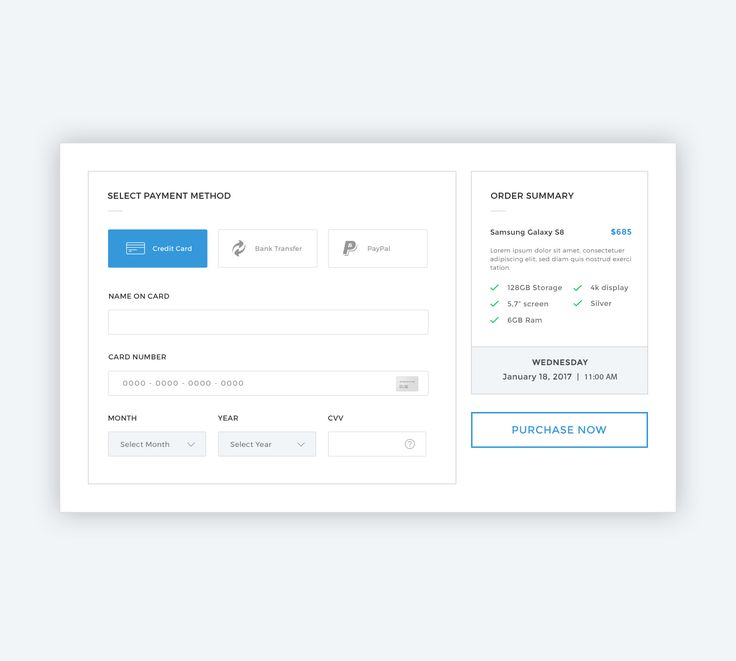 SELECT PAYMENT METHOD
Credit Card
Bank Transfer
PayPal
NAME ON CARD
CARD NUMBER
0000 - 0000 - 0000 - 0000
MONTH
YEAR
CVV
Select Month
Select Year
?
ORDER SUMMARY
Samsung Galaxy S8 $685
Lorem ipsum dolor sit amet, consectetuer
adipiscing elit, sed diam quis nostrud exerci
tation.
128GB Storage
4k display
5,7" screen
Silver
6GB Ram
WEDNESDAY
January 18, 2017 | 11:00 AM
PURCHASE NOW